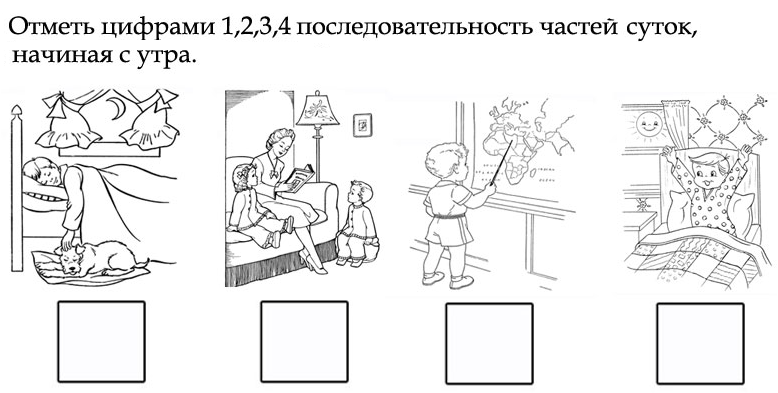 Отметь цифрами 1,2,3,4 последовательность частей суток,
начиная с утра.